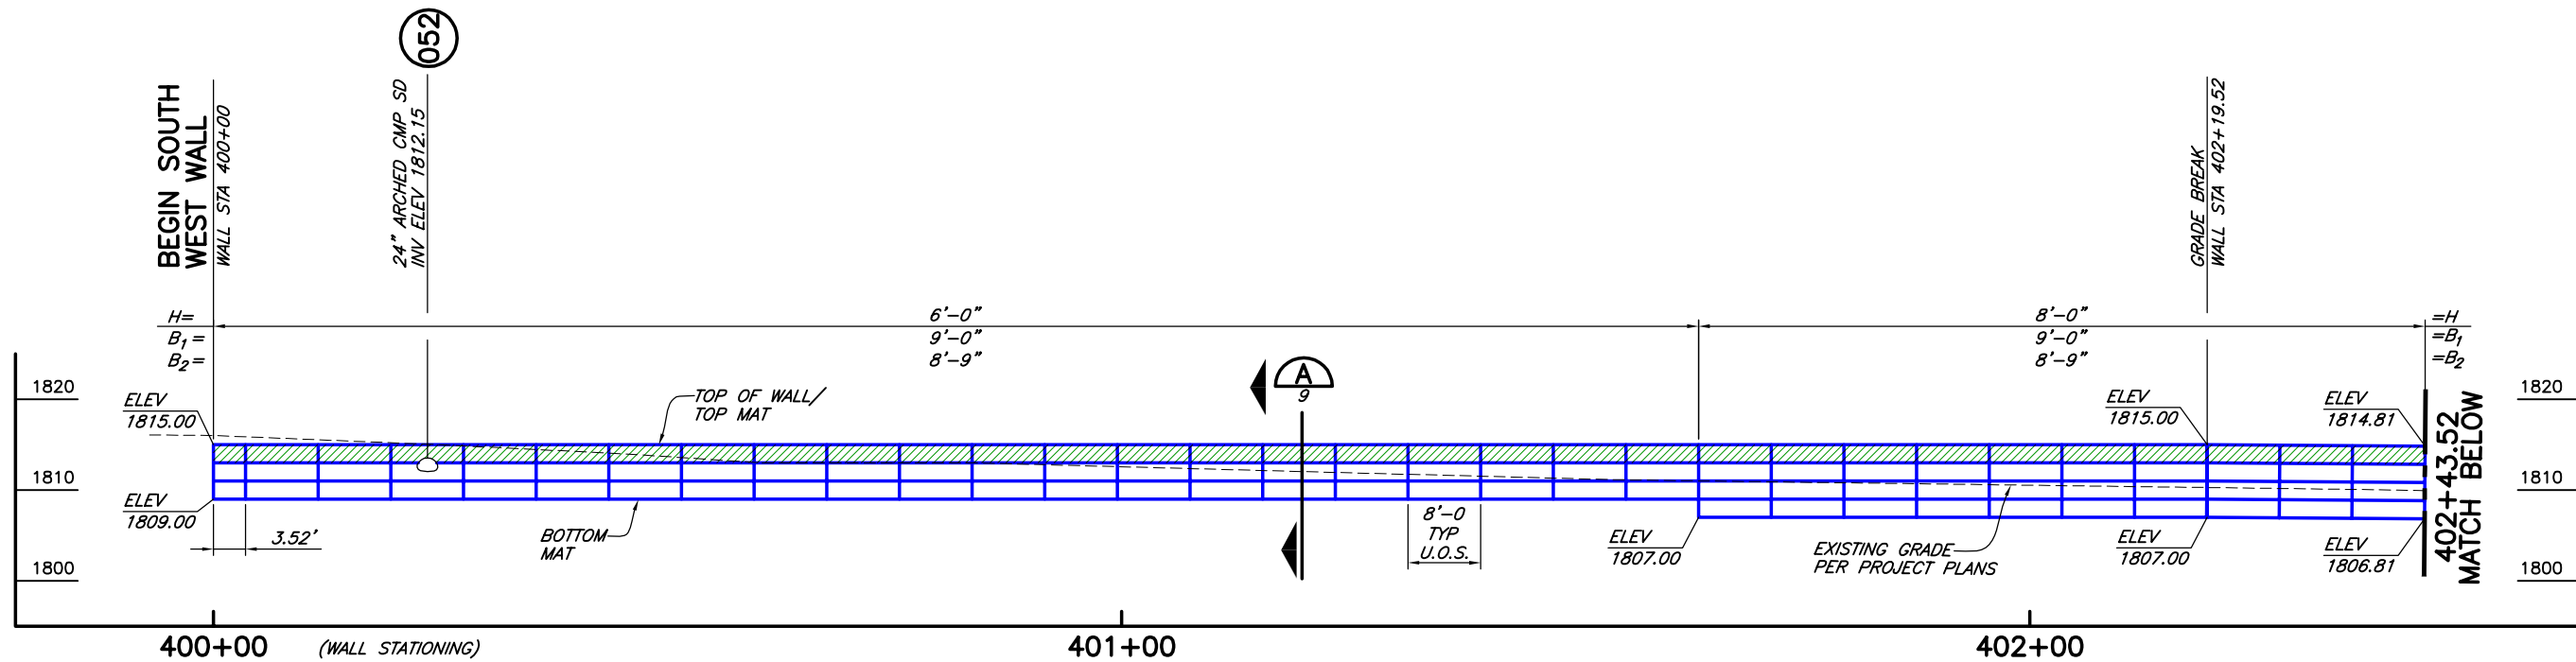 052
BEGIN SOUTH
WEST WALL
WALL STA 400+00
24" ARCHED CMP SD
INV ELEV 1812.15
GRADE BREAK
WALL STA 402+19.52
H=
6'-0"
8'-0"
=H
B1=
9'-0"
9'-0"
=B1
B2=
8'-9"
8'-9"
=B2
1820
ELEV
1815.00
TOP OF WALL/
TOP MAT
A
9
ELEV
1815.00
ELEV
1814.81
1820
1810
1810
402+43.52
MATCH BELOW
ELEV
1809.00
3.52'
BOTTOM
MAT
8'-0
TYP
U.O.S.
ELEV
1807.00
EXISTING GRADE
PER PROJECT PLANS
ELEV
1807.00
ELEV
1806.81
1800
1800
400+00
(WALL STATIONING)
401+00
402+00